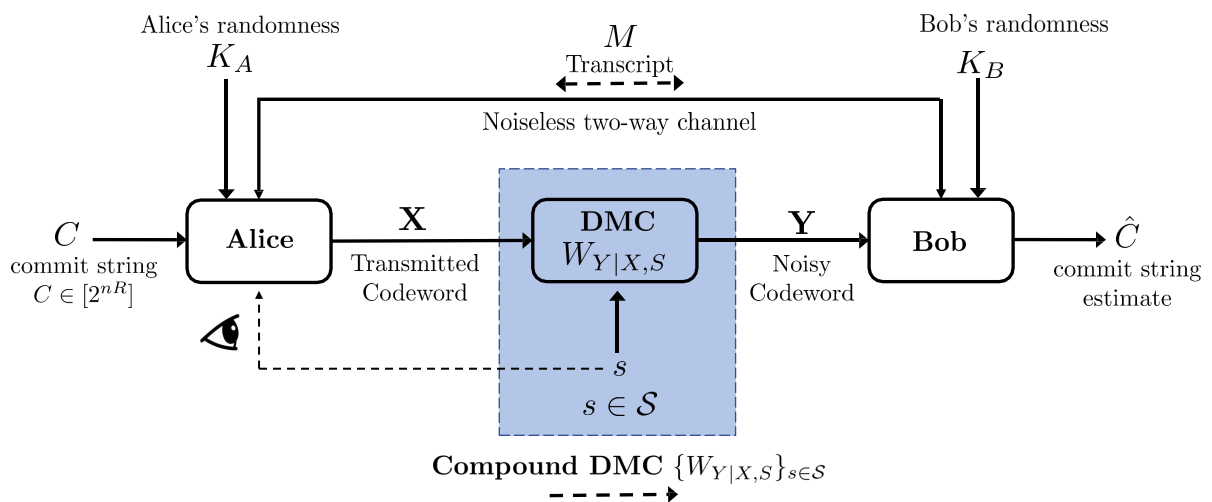 Alice's randomness
K_A
M
Transcript
Bob's randomness
K_B
Noiseless two-way channel
C
commit string
C ∈ [2^{nR}]
Alice
X
Transmitted
Codeword
DMC
W_{Y|X,S}
Y
Noisy
Codeword
Bob
Ĉ
commit string
estimate
s
s ∈ 𝒮
Compound DMC {W_{Y|X,S}}_{s∈𝒮}